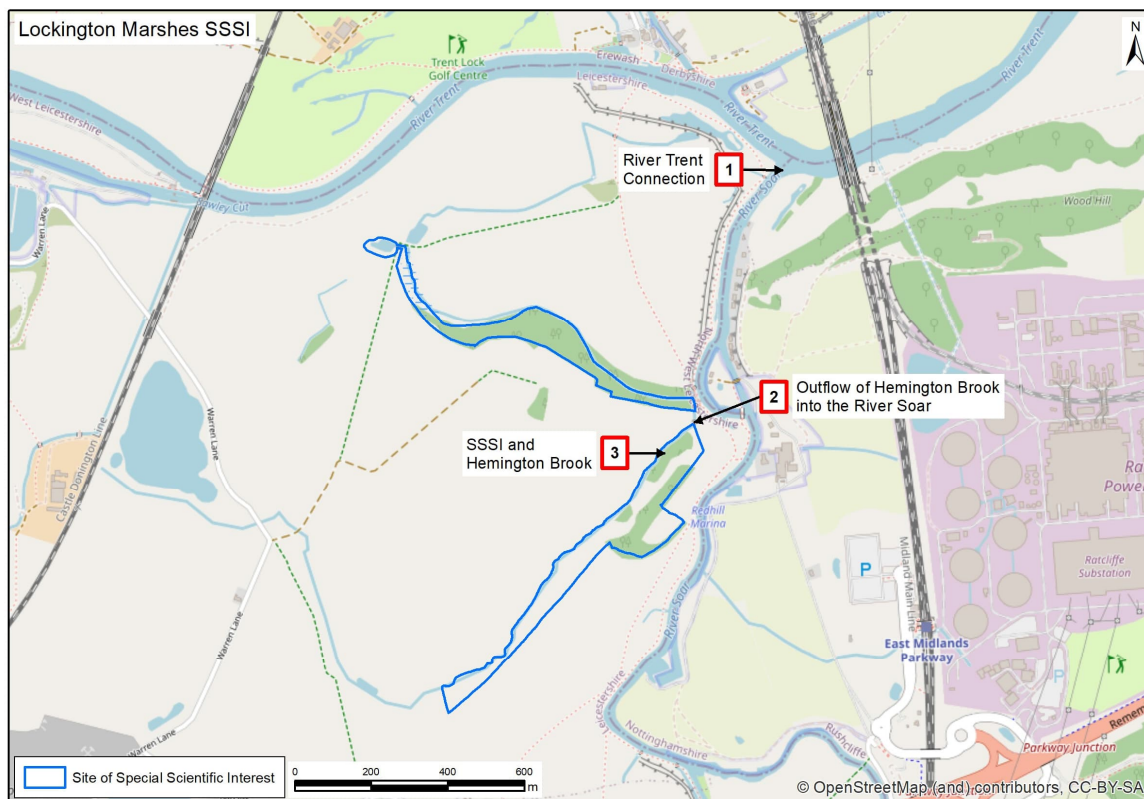 Lockington Marshes SSSI
N
Trent Lock
Golf Centre
Erewash
Derbyshire
Leicestershire
River Trent
River Trent
River Trent
West Leicestershire
River Trent
Connection
1
River Soar
Wood Hill
Warren Lane
Castle Donington Line
Warren Lane
Warren Lane
Warren Lane
2
Outflow of Hemington Brook
into the River Soar
SSSI and
Hemington Brook
3
Redhill
Marina
River Soar
P
Midland Main Line
Ratcliffe
Substation
East Midlands
Parkway
P
Leicestershire
Nottinghamshire
Rushcliffe
Parkway Junction
Site of Special Scientific Interest
0 200 400 600
m
© OpenStreetMap (and) contributors, CC-BY-SA